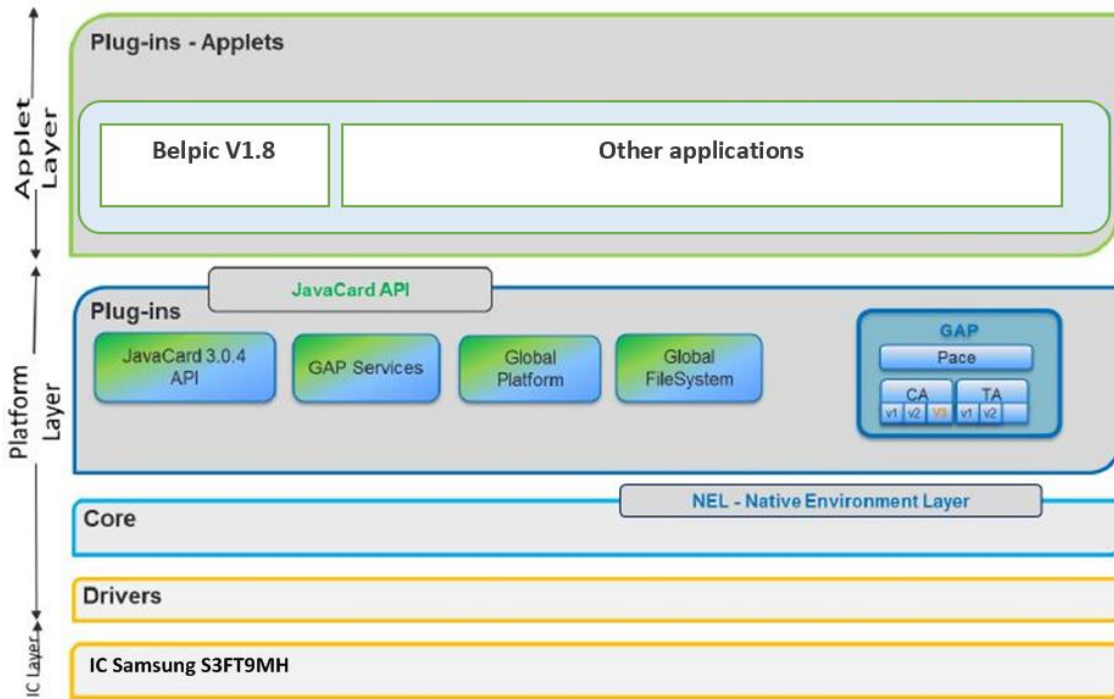 Applet
Layer
Plug-ins - Applets
Belpic V1.8
Other applications
Platform
Layer
JavaCard API
Plug-ins
JavaCard 3.0.4
API
GAP Services
Global
Platform
Global
FileSystem
GAP
Pace
CA
TA
v1 v2 V3 v1 v2
NEL - Native Environment Layer
Core
Drivers
IC Layer
IC Samsung S3FT9MH